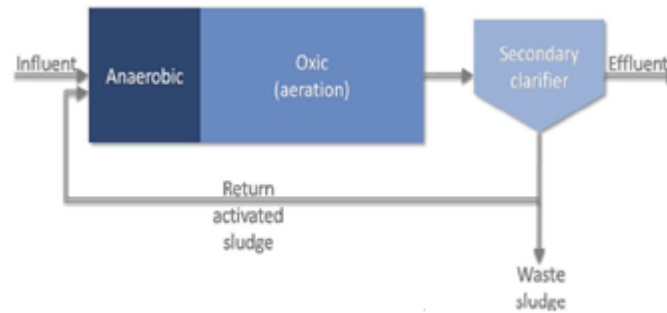 Influent
Anaerobic
Oxic
(aeration)
Secondary
clarifier
Effluent
Return
activated
sludge
Waste
sludge